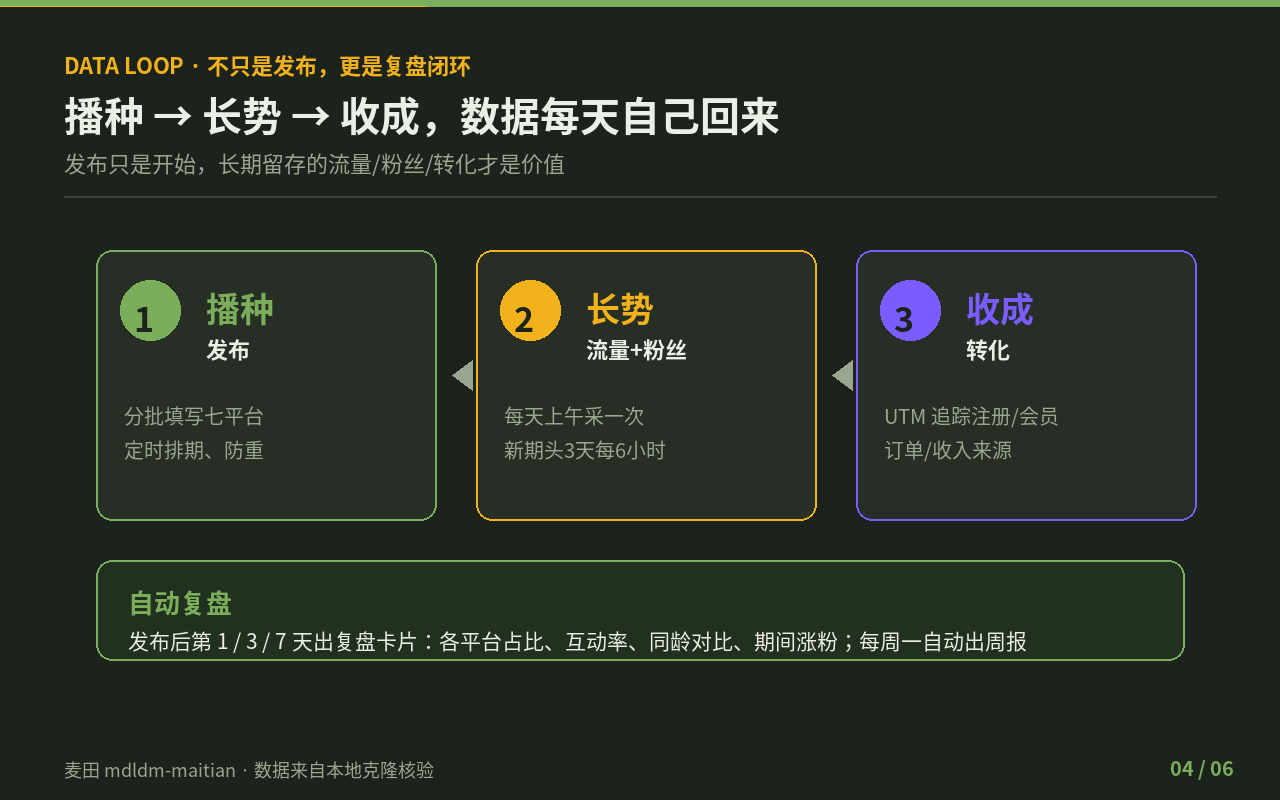 DATA LOOP · 不只是发布，更是复盘闭环
播种 → 长势 → 收成，数据每天自己回来
发布只是开始，长期留存的流量/粉丝/转化才是价值
1
播种
发布
分批填写七平台
定时排期、防重
2
长势
流量+粉丝
每天上午采一次
新期头3天每6小时
3
收成
转化
UTM 追踪注册/会员
订单/收入来源
自动复盘
发布后第 1 / 3 / 7 天出复盘卡片：各平台占比、互动率、同龄对比、期间涨粉；每周一自动出周报
麦田 mdldm-maitian · 数据来自本地克隆核验
04 / 06